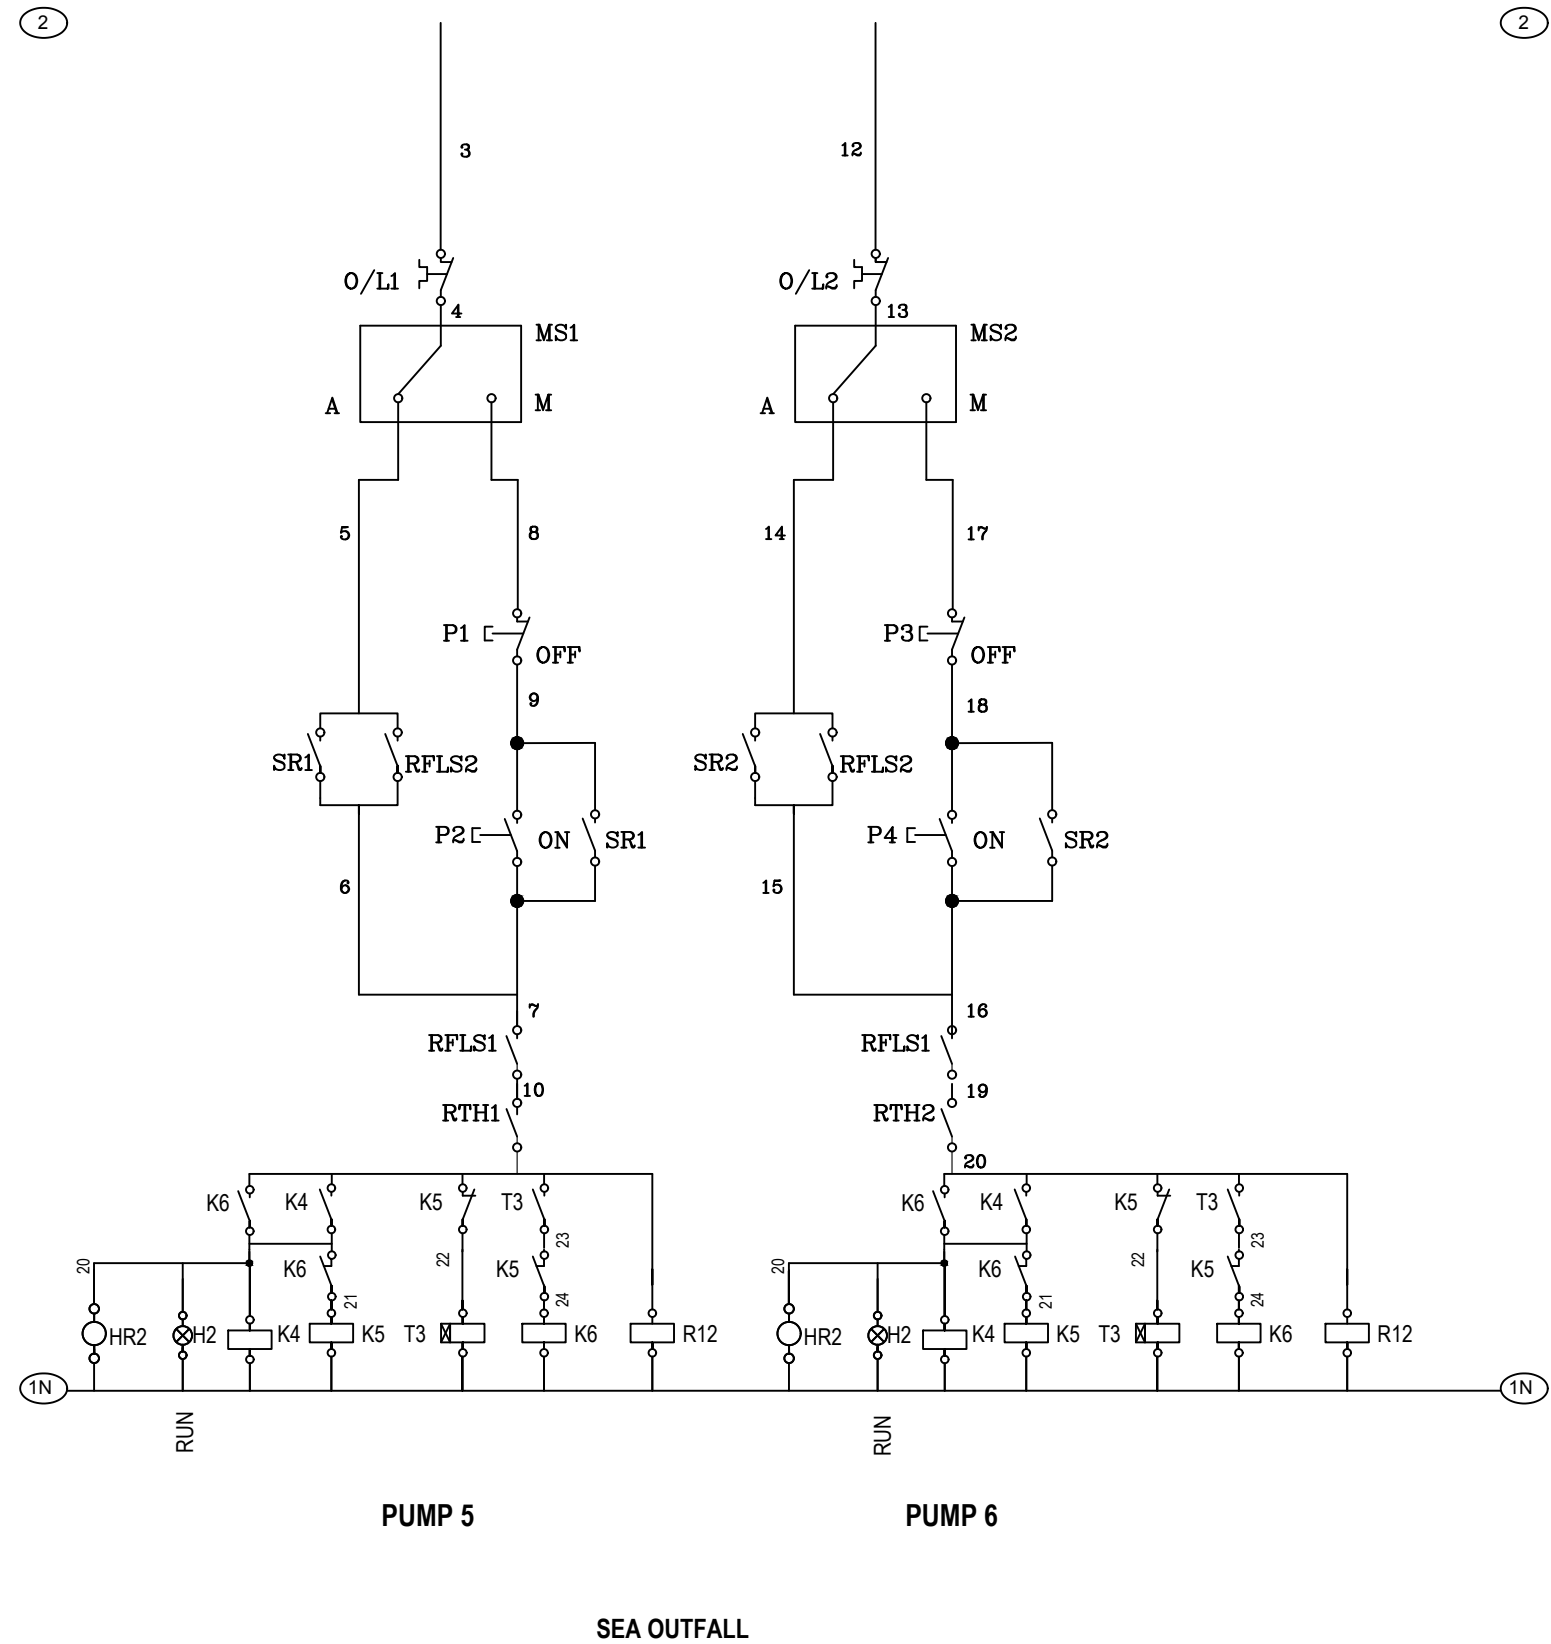 2 2
3 12
O/L1 O/L2
4 13
MS1 MS2
A M A M
5 8 14 17
P1 P3
OFF OFF
9 18
SR1 RFLS2 SR2 RFLS2
P2 ON SR1 P4 ON SR2
6 15
7 16
RFLS1 RFLS1
10 19
RTH1 RTH2
20
K6 K4 K5 T3 K6 K4 K5 T3
20 22 23 20 22 23
K6 K5 K6 K5
21 24 21 24
HR2 H2 K4 K5 T3 K6 R12 HR2 H2 K4 K5 T3 K6 R12
1N 1N
RUN RUN
PUMP 5 PUMP 6
SEA OUTFALL